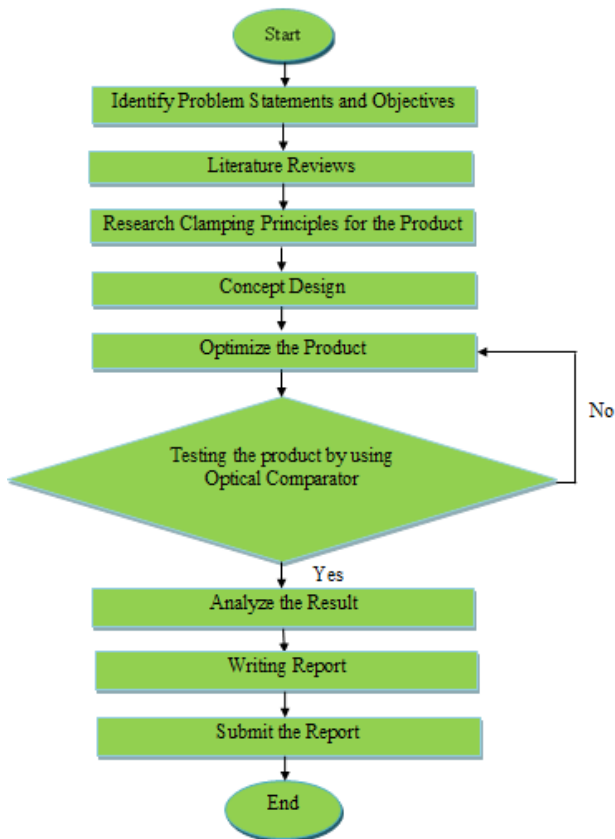 Start
Identify Problem Statements and Objectives
Literature Reviews
Research Clamping Principles for the Product
Concept Design
Optimize the Product
No
Testing the product by using
Optical Comparator
Yes
Analyze the Result
Writing Report
Submit the Report
End